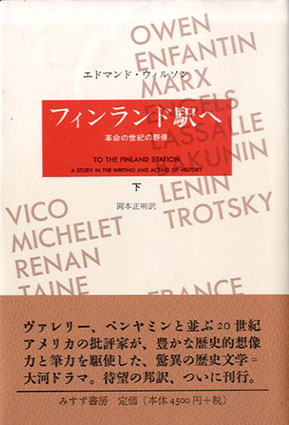 OWEN
ENFANTIN
MARX
ENGELS
LASSALLE
BAKUNIN
エドマンド・ウィルソン
フィンランド駅へ
革命の世紀の群像
TO THE FINLAND STATION
A STUDY IN THE WRITING AND ACTING OF HISTORY
下
岡本正明訳
LENIN
TROTSKY
VICO
MICHELET
RENAN
TAINE
FRANCE
ヴァレリー、ベンヤミンと並ぶ20世紀
アメリカの批評家が、豊かな歴史的想像
力と筆力を駆使した、驚異の歴史文学=
大河ドラマ。待望の邦訳、ついに刊行。
みすず書房 定価(本体4500円+税)